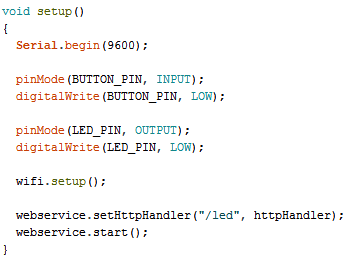 void setup()
{
  Serial.begin(9600);

  pinMode(BUTTON_PIN, INPUT);
  digitalWrite(BUTTON_PIN, LOW);

  pinMode(LED_PIN, OUTPUT);
  digitalWrite(LED_PIN, LOW);

  wifi.setup();

  webservice.setHttpHandler("/led", httpHandler);
  webservice.start();
}